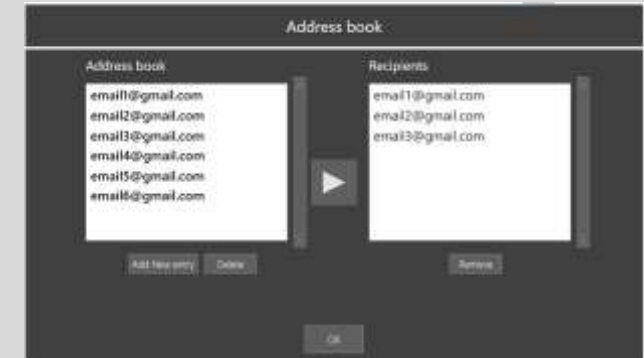 Address book
Address book
Recipients
email1@gmail.com
email2@gmail.com
email3@gmail.com
email4@gmail.com
email5@gmail.com
email6@gmail.com
email1@gmail.com
email2@gmail.com
email3@gmail.com
Add New entry
Delete
Remove
OK